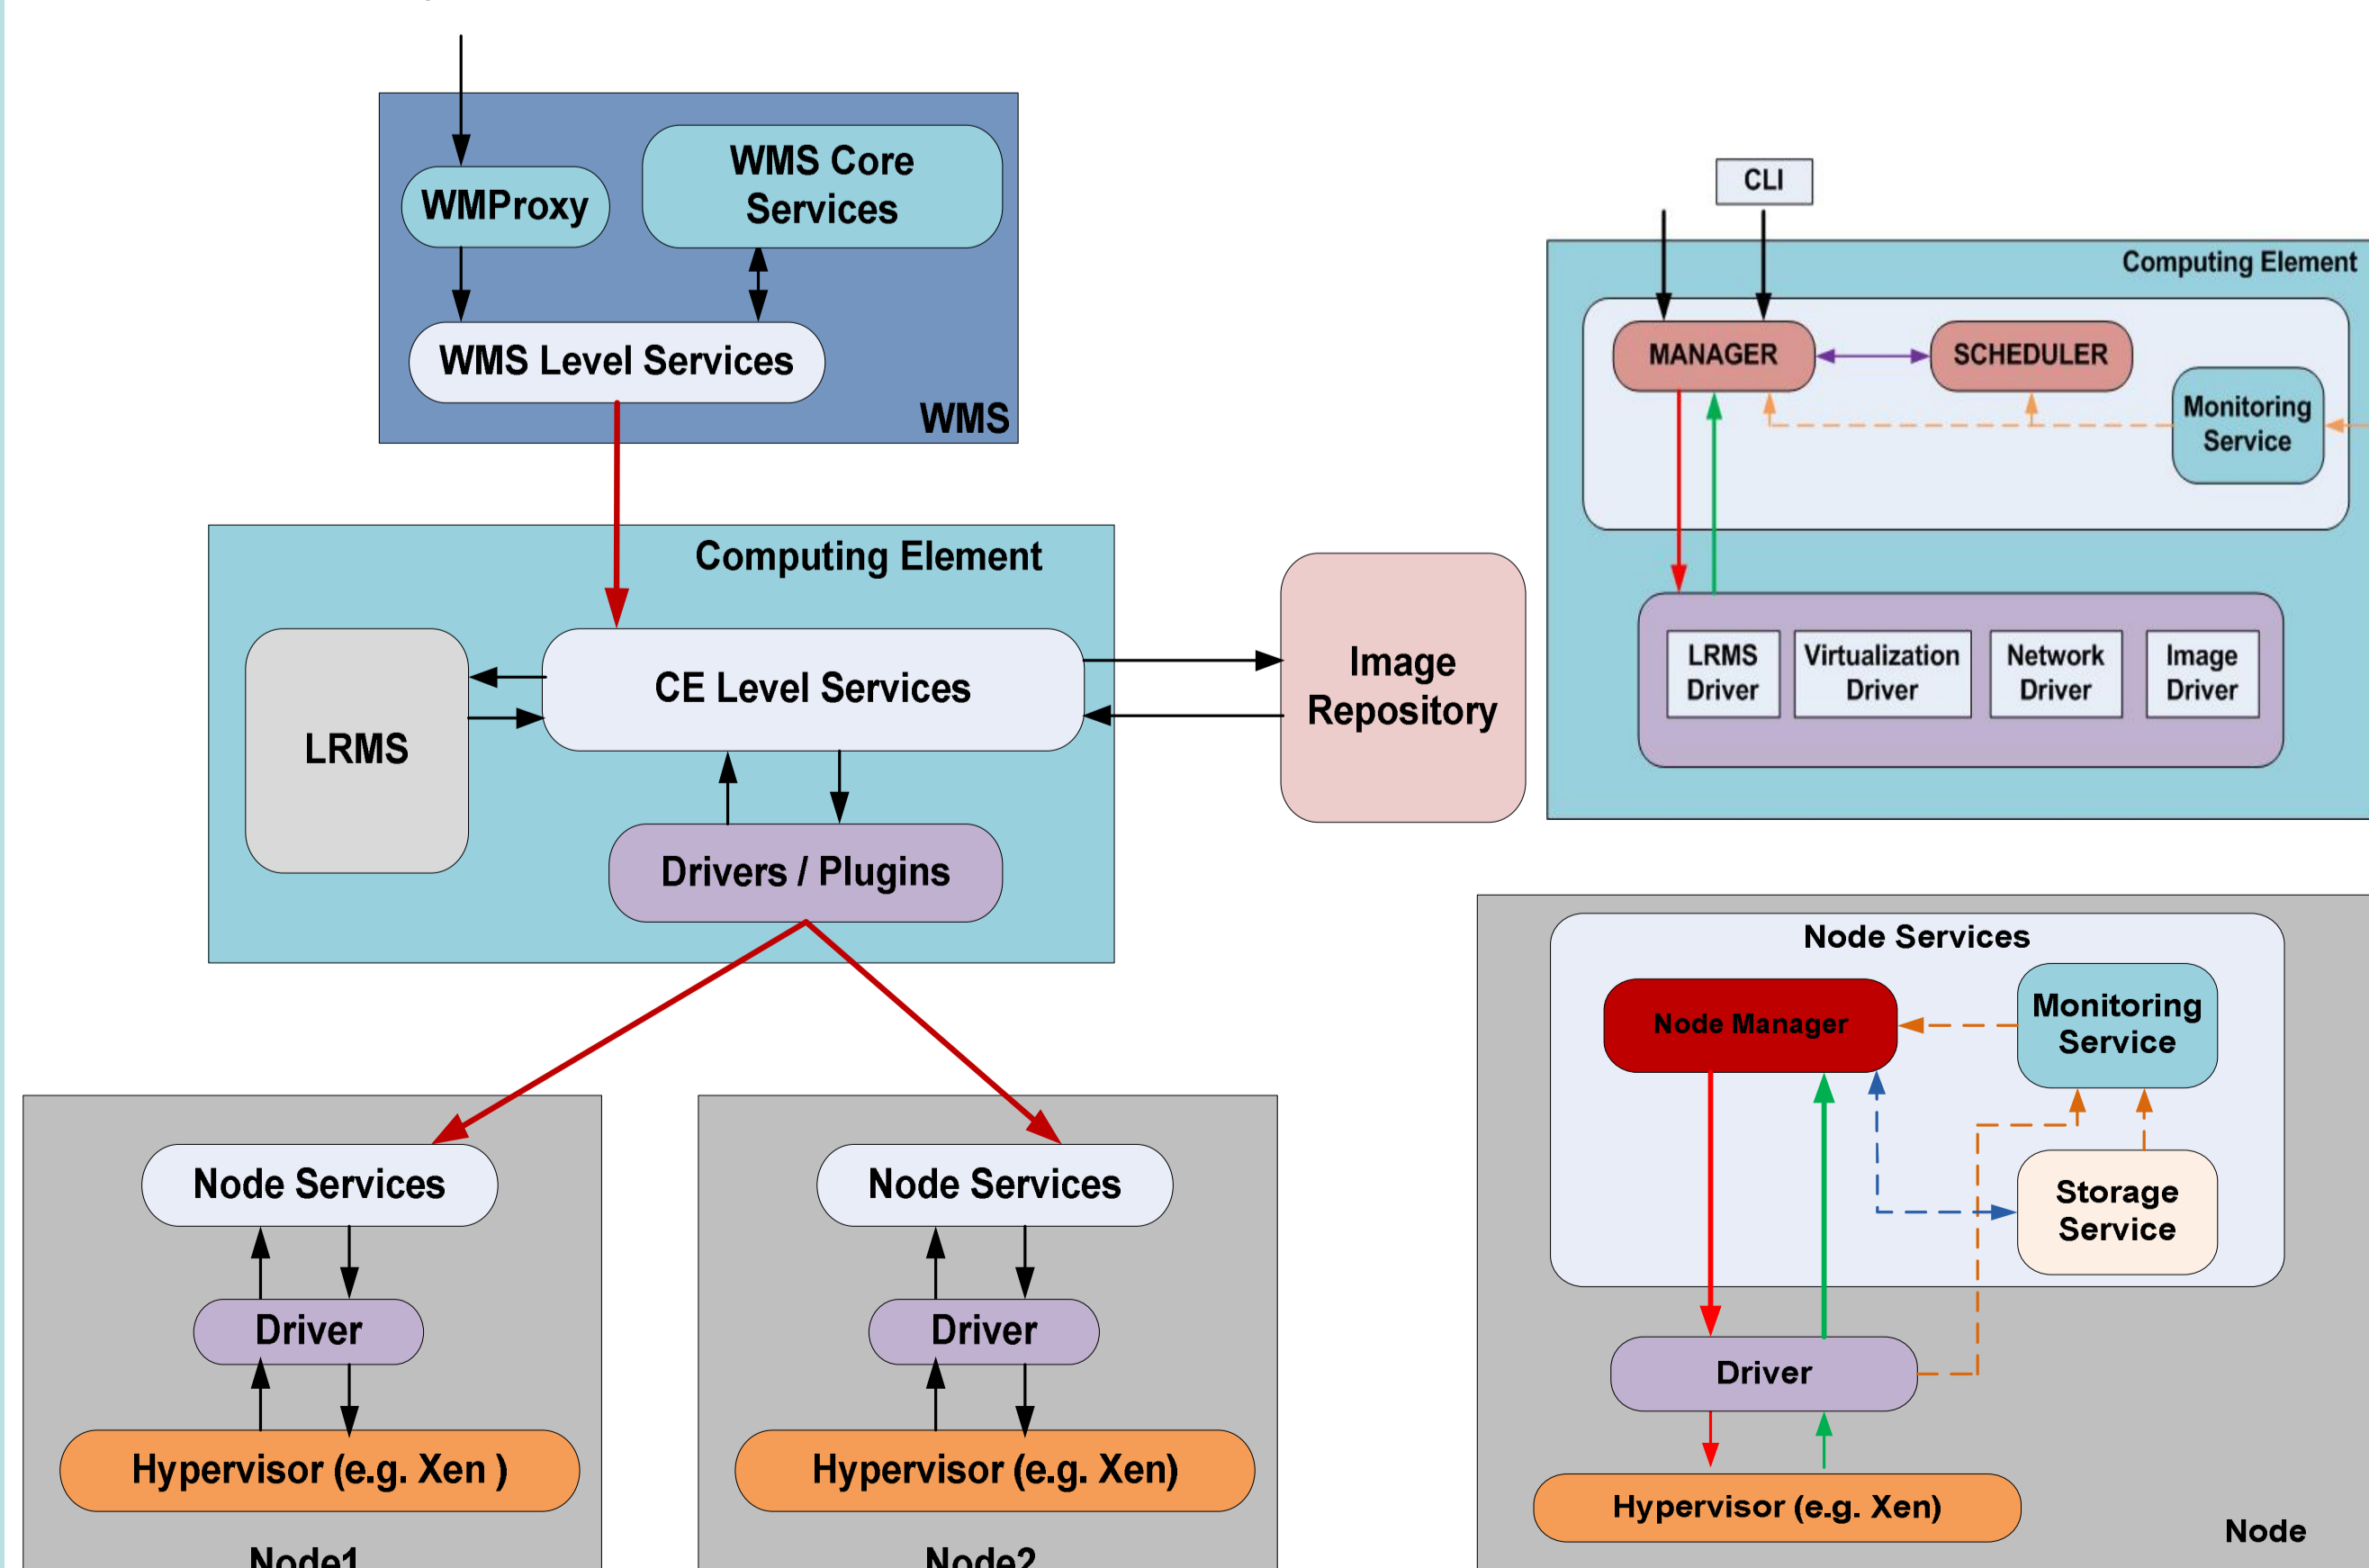 WMS Core
Services
WMProxy
WMS Level Services
WMS
Computing Element
LRMS
CE Level Services
Image
Repository
Drivers / Plugins
Node Services
Driver
Hypervisor (e.g. Xen )
Node1
Node Services
Driver
Hypervisor (e.g. Xen)
Node2
CLI
Computing Element
MANAGER
SCHEDULER
Monitoring
Service
LRMS
Driver
Virtualization
Driver
Network
Driver
Image
Driver
Node Services
Node Manager
Monitoring
Service
Storage
Service
Driver
Hypervisor (e.g. Xen)
Node